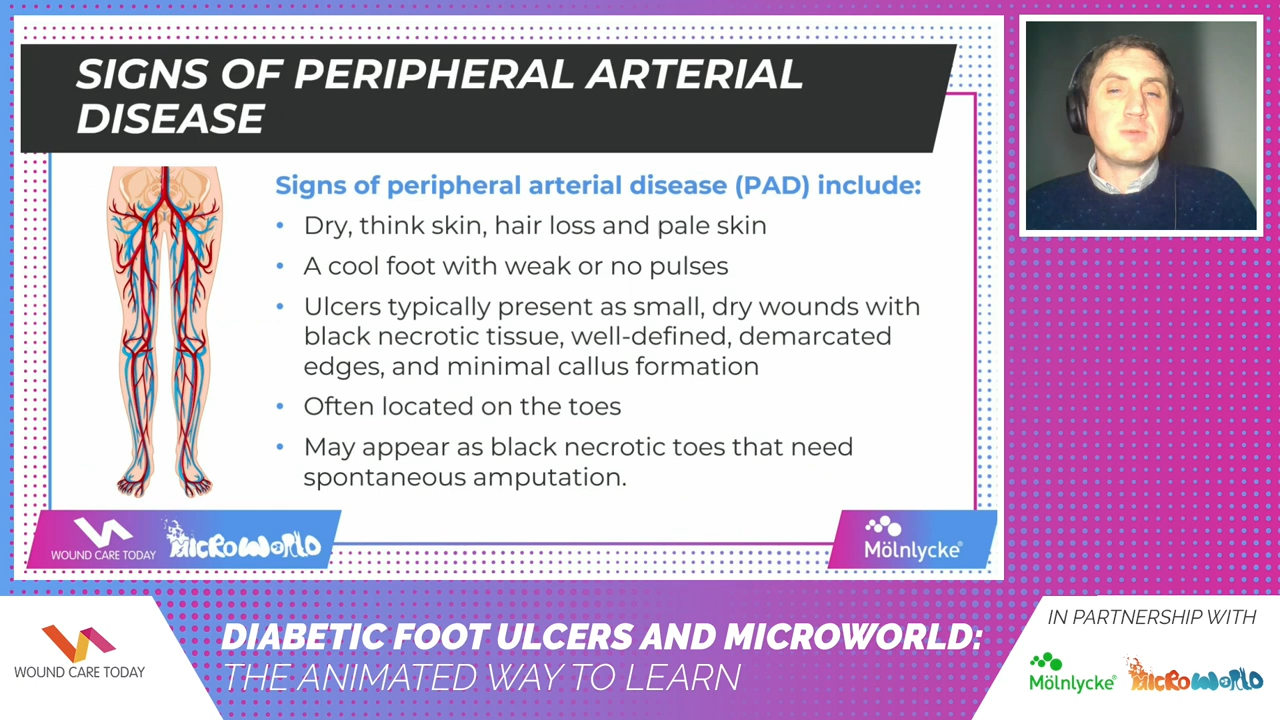 SIGNS OF PERIPHERAL ARTERIAL
DISEASE
Signs of peripheral arterial disease (PAD) include:
• Dry, think skin, hair loss and pale skin
• A cool foot with weak or no pulses
• Ulcers typically present as small, dry wounds with
black necrotic tissue, well-defined, demarcated
edges, and minimal callus formation
• Often located on the toes
• May appear as black necrotic toes that need
spontaneous amputation.
WOUND CARE TODAY
MICROWORLD
Mölnlycke®
WOUND CARE TODAY
DIABETIC FOOT ULCERS AND MICROWORLD:
THE ANIMATED WAY TO LEARN
IN PARTNERSHIP WITH
Mölnlycke®
MICROWORLD